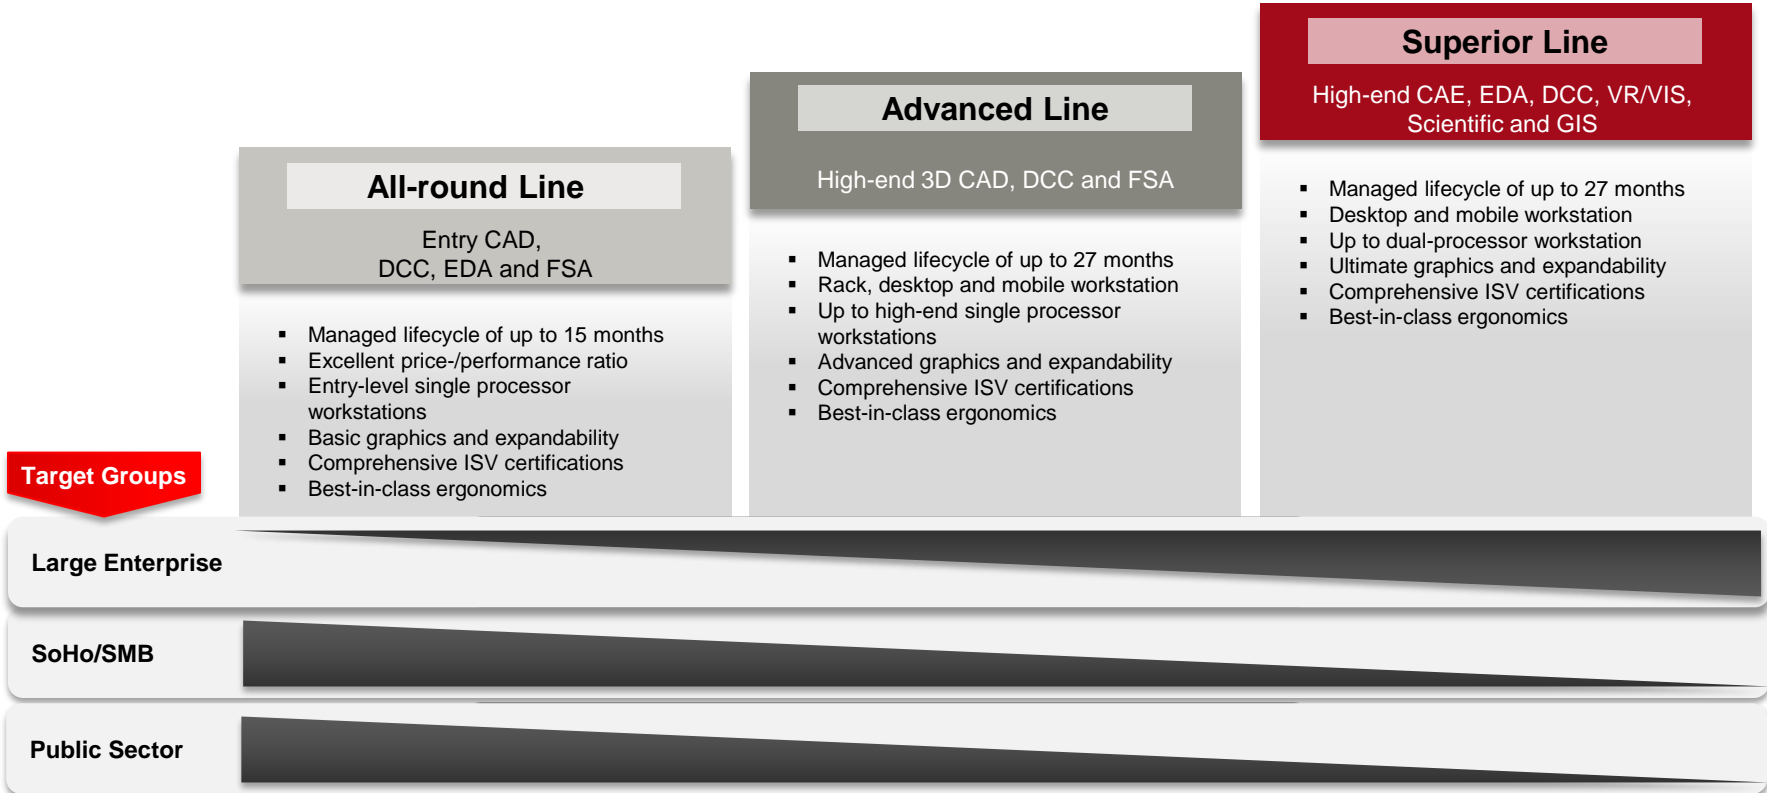 All-round Line
Entry CAD,
DCC, EDA and FSA
▪ Managed lifecycle of up to 15 months
▪ Excellent price-/performance ratio
▪ Entry-level single processor
workstations
▪ Basic graphics and expandability
▪ Comprehensive ISV certifications
▪ Best-in-class ergonomics
Advanced Line
High-end 3D CAD, DCC and FSA
▪ Managed lifecycle of up to 27 months
▪ Rack, desktop and mobile workstation
▪ Up to high-end single processor
workstations
▪ Advanced graphics and expandability
▪ Comprehensive ISV certifications
▪ Best-in-class ergonomics
Superior Line
High-end CAE, EDA, DCC, VR/VIS,
Scientific and GIS
▪ Managed lifecycle of up to 27 months
▪ Desktop and mobile workstation
▪ Up to dual-processor workstation
▪ Ultimate graphics and expandability
▪ Comprehensive ISV certifications
▪ Best-in-class ergonomics
Target Groups
Large Enterprise
SoHo/SMB
Public Sector